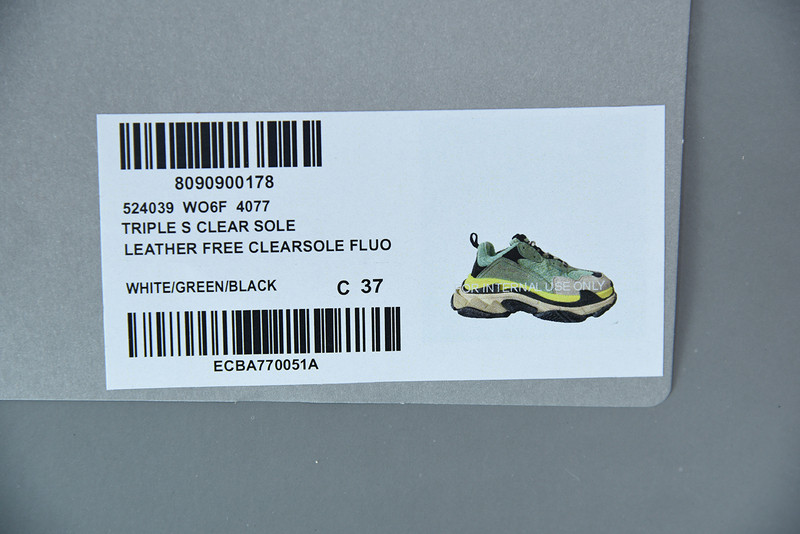 8090900178
524039 WO6F 4077
TRIPLE S CLEAR SOLE
LEATHER FREE CLEARSOLE FLUO
WHITE/GREEN/BLACK C 37
FOR INTERNAL USE ONLY
ECBA770051A